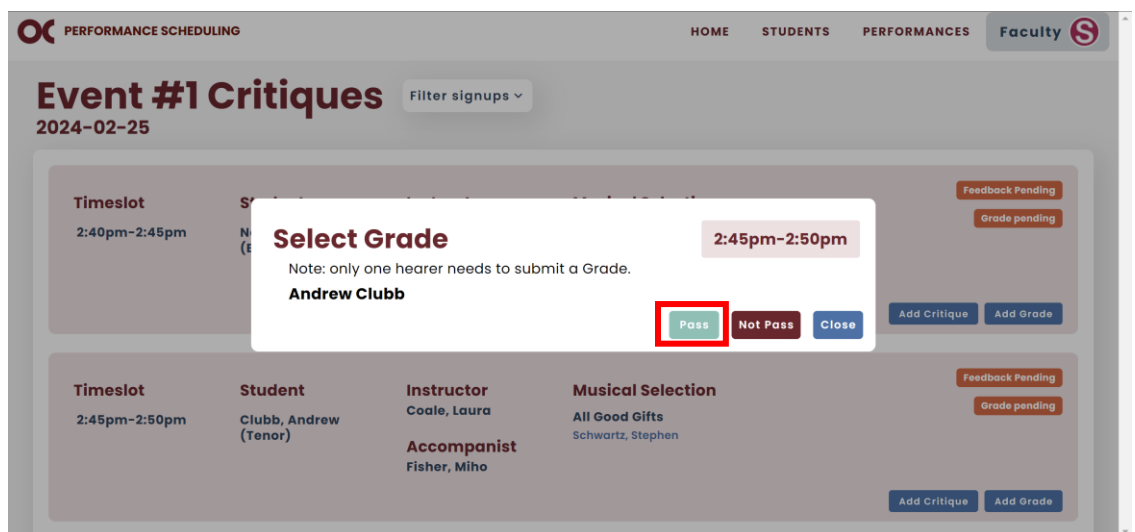 OC PERFORMANCE SCHEDULING
HOME STUDENTS PERFORMANCES Faculty S
Event #1 Critiques Filter signups
2024-02-25
Feedback Pending
Timeslot
Grade pending
2:40pm-2:45pm
Select Grade 2:45pm-2:50pm
Note: only one hearer needs to submit a Grade.
Andrew Clubb
Pass Not Pass Close
Add Critique Add Grade
Feedback Pending
Timeslot Student Instructor Musical Selection
Grade pending
2:45pm-2:50pm Clubb, Andrew Coale, Laura All Good Gifts
(Tenor) Schwartz, Stephen
Accompanist
Fisher, Miho
Add Critique Add Grade